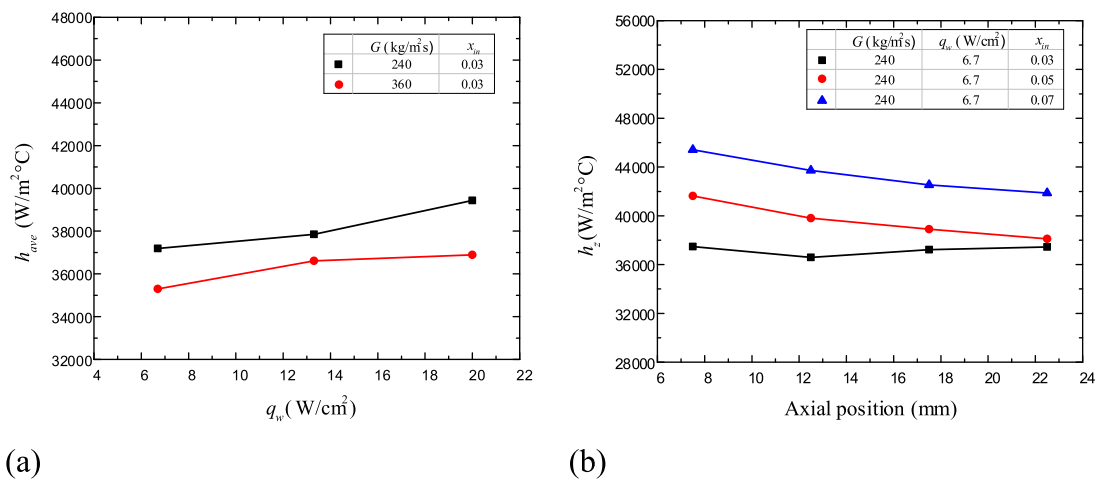 48000
46000
44000
42000
40000
38000
36000
34000
32000
4 6 8 10 12 14 16 18 20 22
h_ave (W/m²°C)
q_w (W/cm²)
G (kg/m²s) x_in
240 0.03
360 0.03
(a)
56000
52000
48000
44000
40000
36000
32000
28000
6 8 10 12 14 16 18 20 22 24
h_z (W/m²°C)
Axial position (mm)
G (kg/m²s) q_w (W/cm²) x_in
240 6.7 0.03
240 6.7 0.05
240 6.7 0.07
(b)